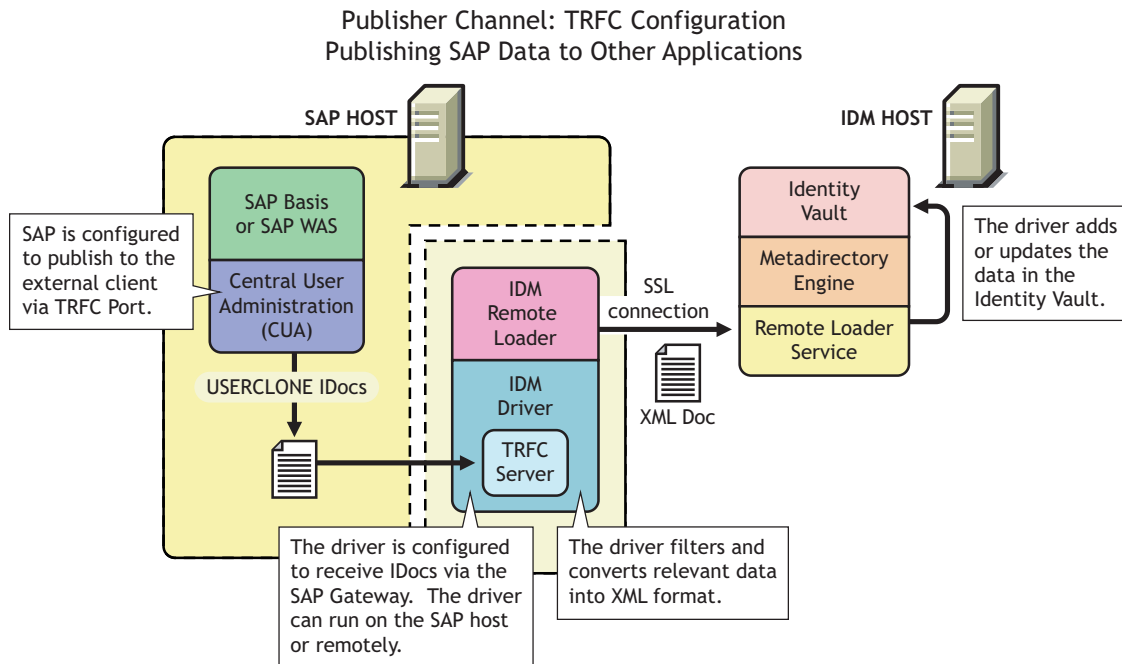 Publisher Channel: TRFC Configuration
Publishing SAP Data to Other Applications
SAP HOST
IDM HOST
SAP Basis
or SAP WAS
Central User
Administration
(CUA)
SAP is configured
to publish to the
external client
via TRFC Port.
USERCLONE IDocs
IDM
Remote
Loader
IDM
Driver
TRFC
Server
SSL
connection
XML Doc
Identity
Vault
Metadirectory
Engine
Remote Loader
Service
The driver adds
or updates the
data in the
Identity Vault.
The driver is configured
to receive IDocs via the
SAP Gateway.  The driver
can run on the SAP host
or remotely.
The driver filters and
converts relevant data
into XML format.